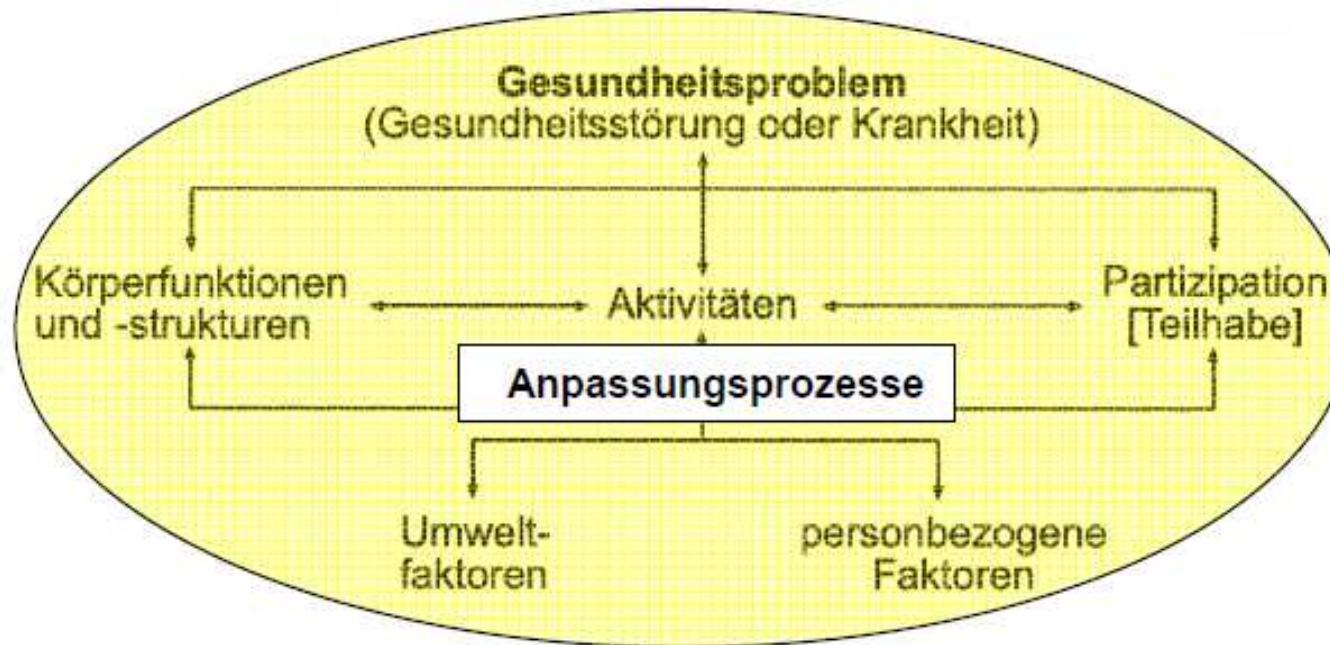 Gesundheitsproblem
(Gesundheitsstörung oder Krankheit)
Körperfunktionen
und -strukturen
Aktivitäten
Partizipation
[Teilhabe]
Anpassungsprozesse
Umwelt-
faktoren
personbezogene
Faktoren